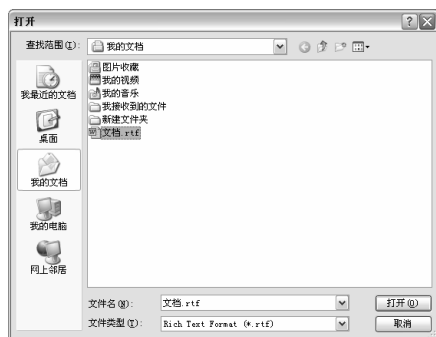 打开
查找范围(I):
我的文档
我最近的文档
桌面
我的文档
我的电脑
网上邻居
图片收藏
我的视频
我的音乐
我接收到的文件
新建文件夹
文档.rtf
文件名(N):
文档.rtf
打开(O)
文件类型(T):
Rich Text Format (*.rtf)
取消